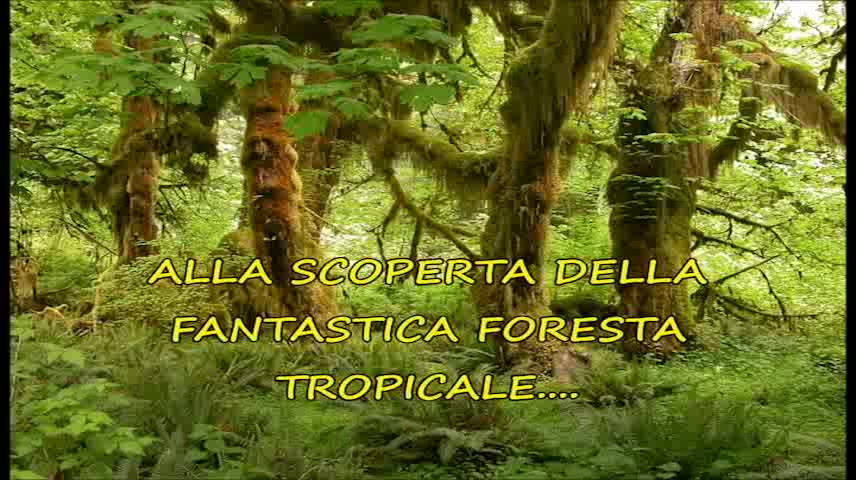 ALLA SCOPERTA DELLA
FANTASTICA FORESTA
TROPICALE....